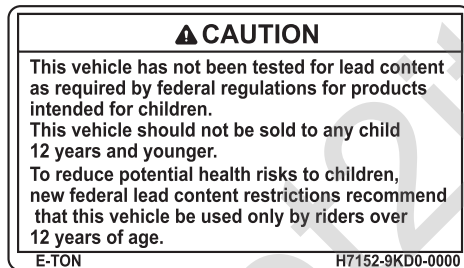 CAUTION
This vehicle has not been tested for lead content
as required by federal regulations for products
intended for children.
This vehicle should not be sold to any child
12 years and younger.
To reduce potential health risks to children,
new federal lead content restrictions recommend
that this vehicle be used only by riders over
12 years of age.
E-TON H7152-9KD0-0000